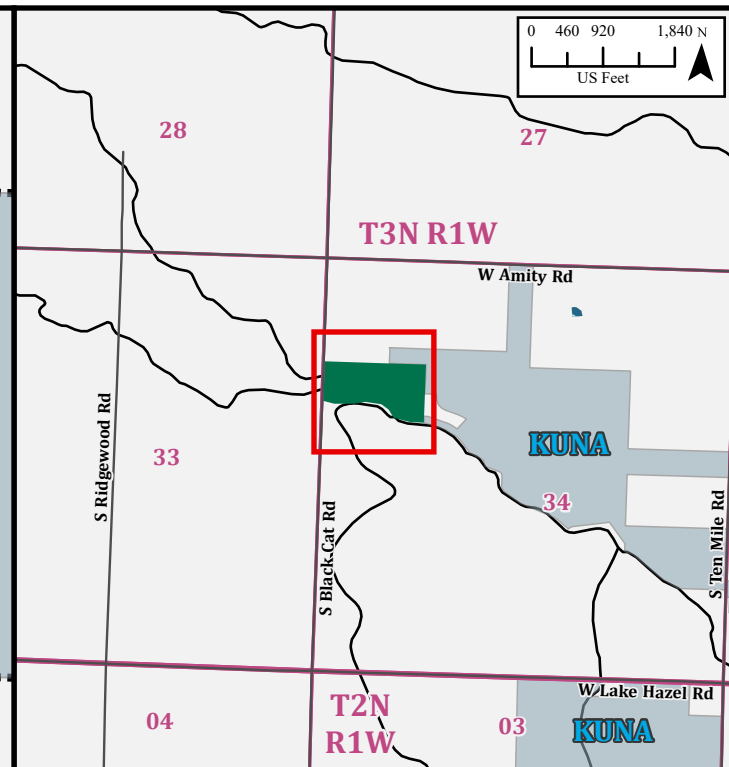 0 460 920 1,840 N
US Feet
28
27
T3N R1W
W Amity Rd
S Ridgewood Rd
33
KUNA
34
S Black Cat Rd
S Ten Mile Rd
W Lake Hazel Rd
T2N
R1W
04
03
KUNA